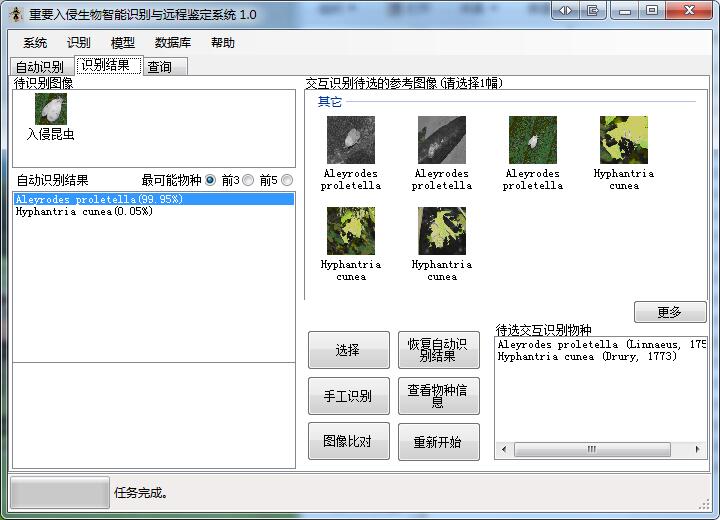 重要入侵生物智能识别与远程鉴定系统 1.0
系统 识别 模型 数据库 帮助
自动识别 识别结果 查询
待识别图像
入侵昆虫
自动识别结果 最可能物种 前3 前5
Aleyrodes proletella(99.95%)
Hyphantria cunea(0.05%)
交互识别待选的参考图像(请选择1幅)
其它
Aleyrodes proletella
Aleyrodes proletella
Aleyrodes proletella
Hyphantria cunea
Hyphantria cunea
Hyphantria cunea
更多
选择
恢复自动识别结果
手工识别
查看物种信息
图像比对
重新开始
待选交互识别物种
Aleyrodes proletella (Linnaeus, 175
Hyphantria cunea (Drury, 1773)
任务完成。